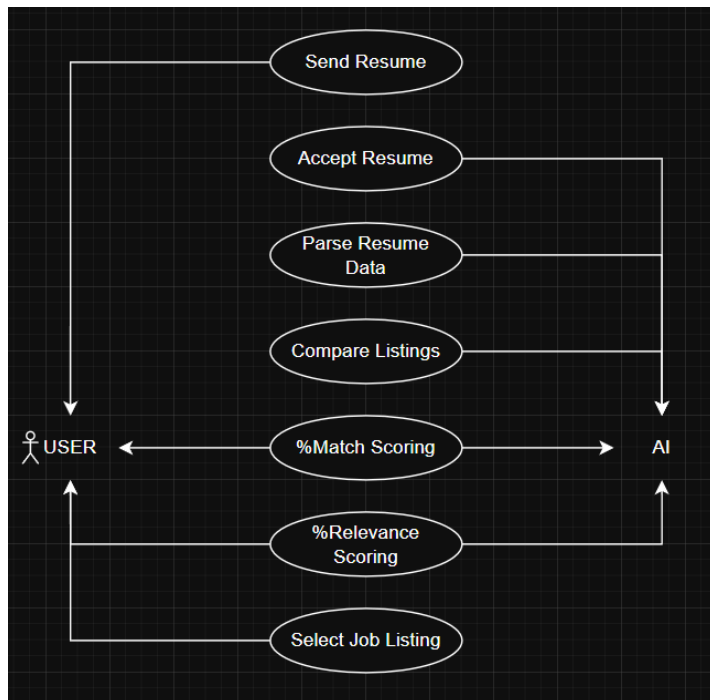 Send Resume
Accept Resume
Parse Resume
Data
Compare Listings
USER
%Match Scoring
AI
%Relevance
Scoring
Select Job Listing